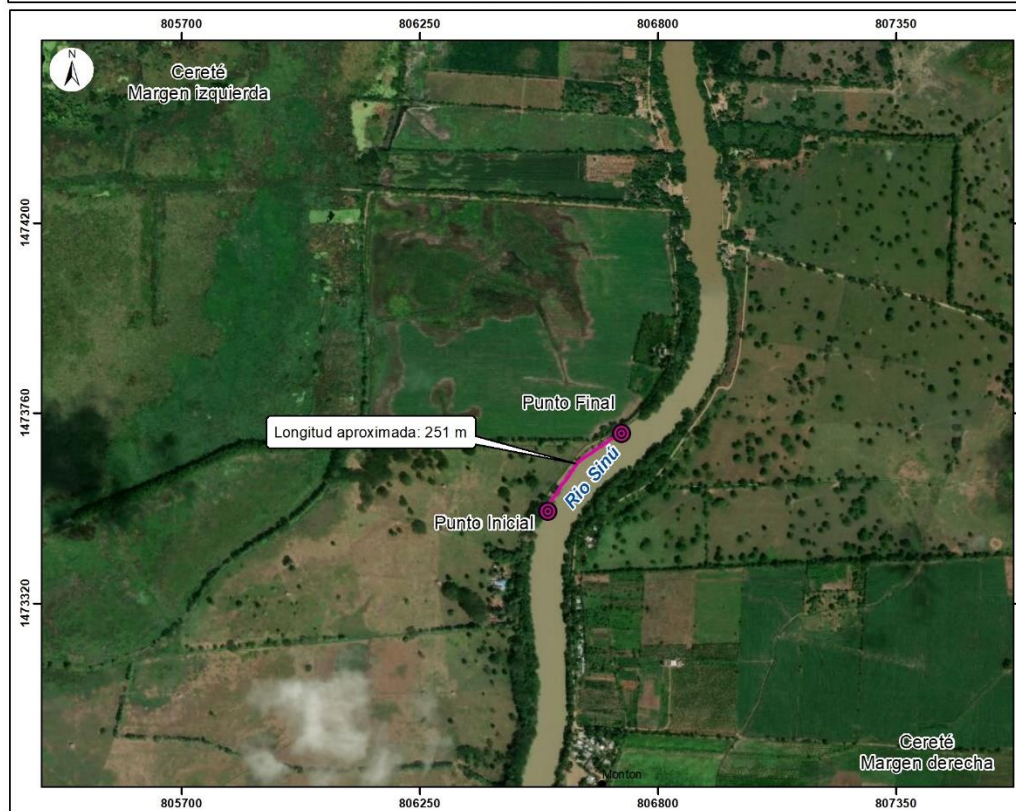 805700
806250
806800
807350
N
Cereté
Margen izquierda
1474200
1473760
1473320
Punto Final
Longitud aproximada: 251 m
Rio Sinú
Punto Inicial
Cereté
Margen derecha
Monton
805700
806250
806800
807350